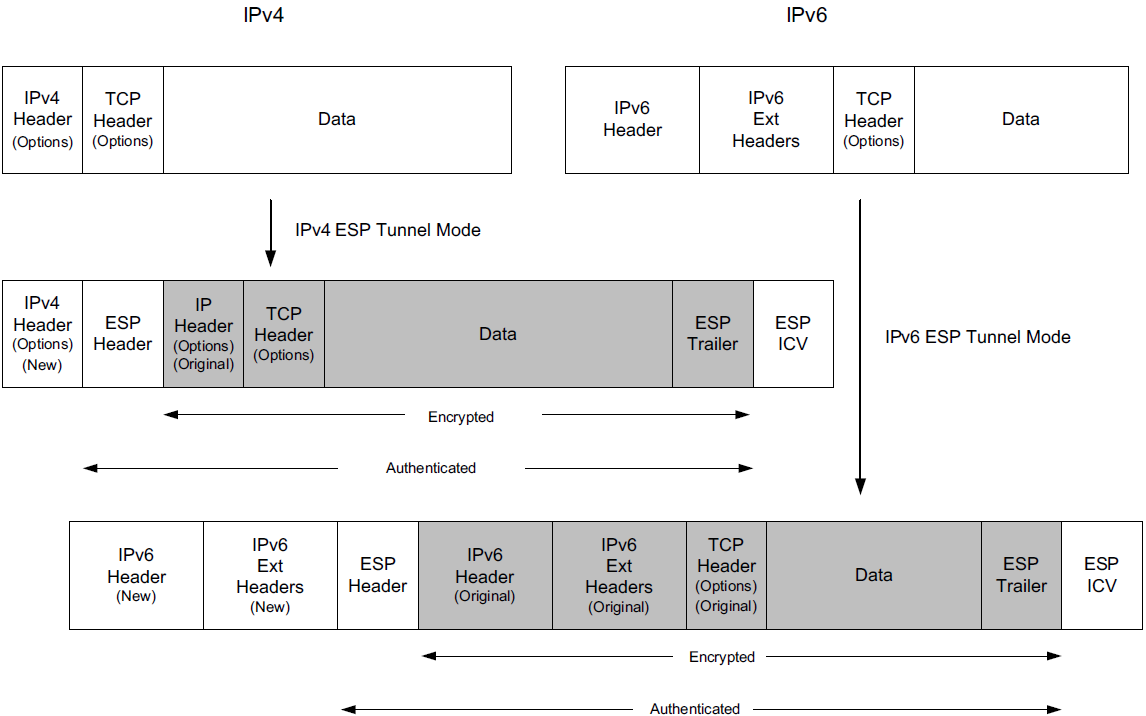 IPv4
IPv6
IPv4
Header
(Options)
TCP
Header
(Options)
Data
IPv6
Header
IPv6
Ext
Headers
TCP
Header
(Options)
Data
IPv4 ESP Tunnel Mode
IPv4
Header
(Options)
(New)
ESP
Header
IP
Header
(Options)
(Original)
TCP
Header
(Options)
Data
ESP
Trailer
ESP
ICV
IPv6 ESP Tunnel Mode
Encrypted
Authenticated
IPv6
Header
(New)
IPv6
Ext
Headers
(New)
ESP
Header
IPv6
Header
(Original)
IPv6
Ext
Headers
(Original)
TCP
Header
(Options)
(Original)
Data
ESP
Trailer
ESP
ICV
Encrypted
Authenticated